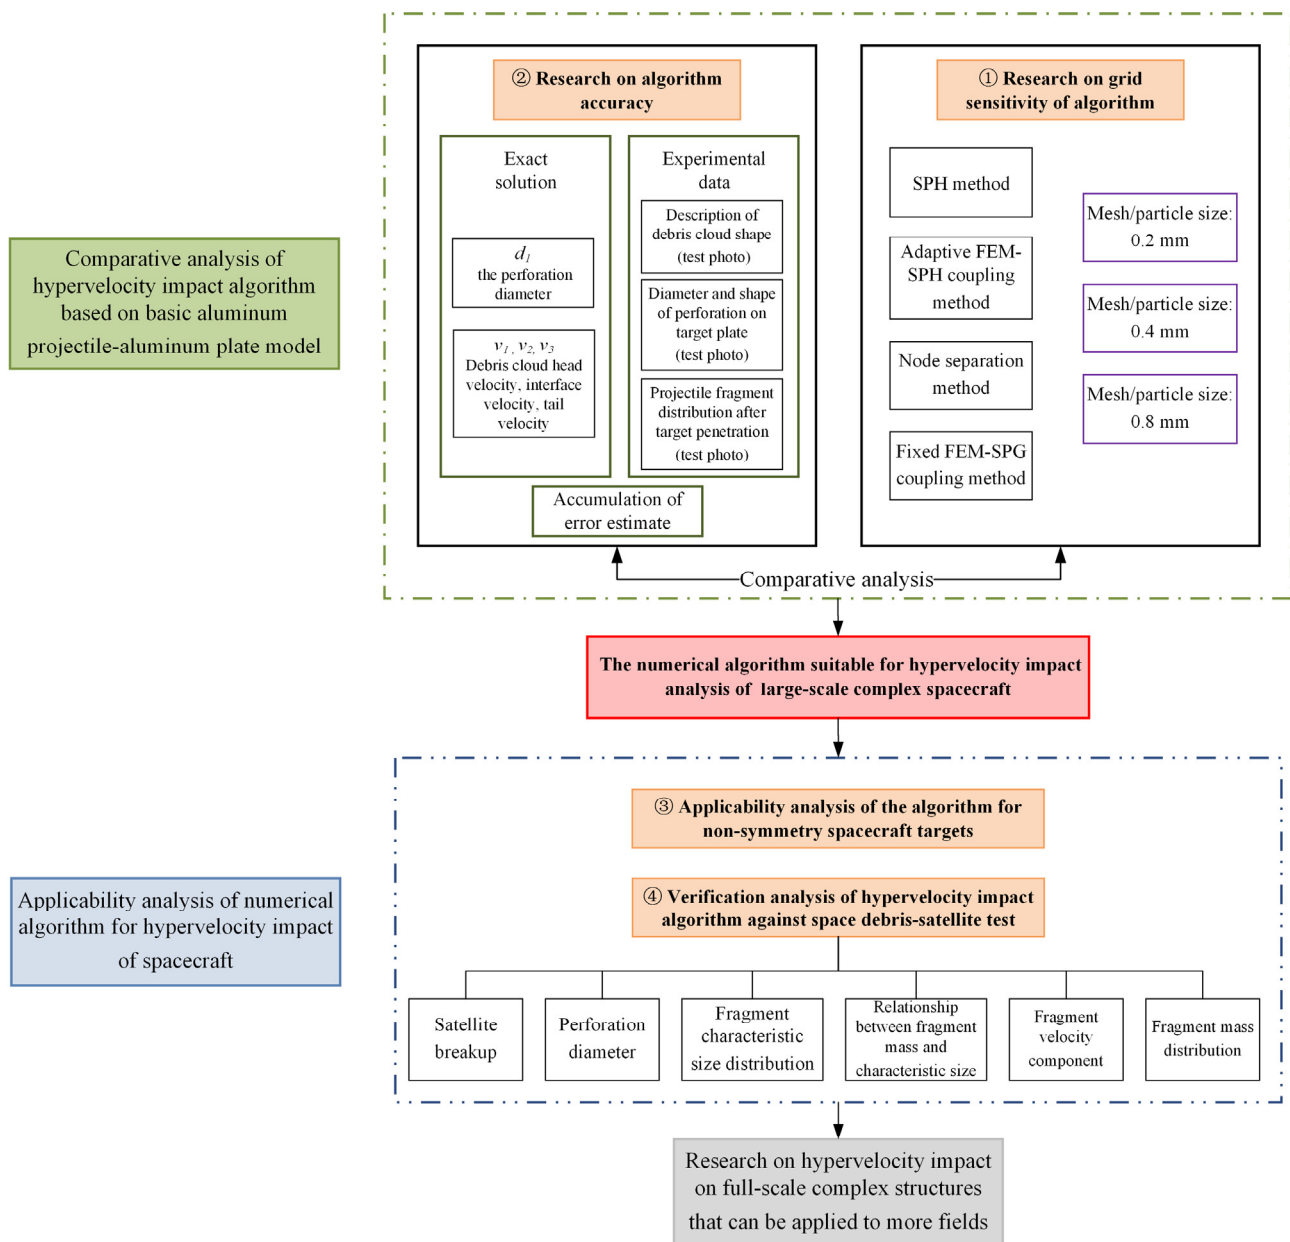 Comparative analysis of
hypervelocity impact algorithm
based on basic aluminum
projectile-aluminum plate model
② Research on algorithm
accuracy
Exact
solution
d1
the perforation
diameter
v1 , v2, v3
Debris cloud head
velocity, interface
velocity, tail
velocity
Experimental
data
Description of
debris cloud shape
(test photo)
Diameter and shape
of perforation on
target plate
(test photo)
Projectile fragment
distribution after
target penetration
(test photo)
Accumulation of
error estimate
① Research on grid
sensitivity of algorithm
SPH method
Adaptive FEM-
SPH coupling
method
Node separation
method
Fixed FEM-SPG
coupling method
Mesh/particle size:
0.2 mm
Mesh/particle size:
0.4 mm
Mesh/particle size:
0.8 mm
Comparative analysis
The numerical algorithm suitable for hypervelocity impact
analysis of large-scale complex spacecraft
Applicability analysis of numerical
algorithm for hypervelocity impact
of spacecraft
③ Applicability analysis of the algorithm for
non-symmetry spacecraft targets
④ Verification analysis of hypervelocity impact
algorithm against space debris-satellite test
Satellite
breakup
Perforation
diameter
Fragment
characteristic
size distribution
Relationship
between fragment
mass and
characteristic size
Fragment
velocity
component
Fragment mass
distribution
Research on hypervelocity impact
on full-scale complex structures
that can be applied to more fields